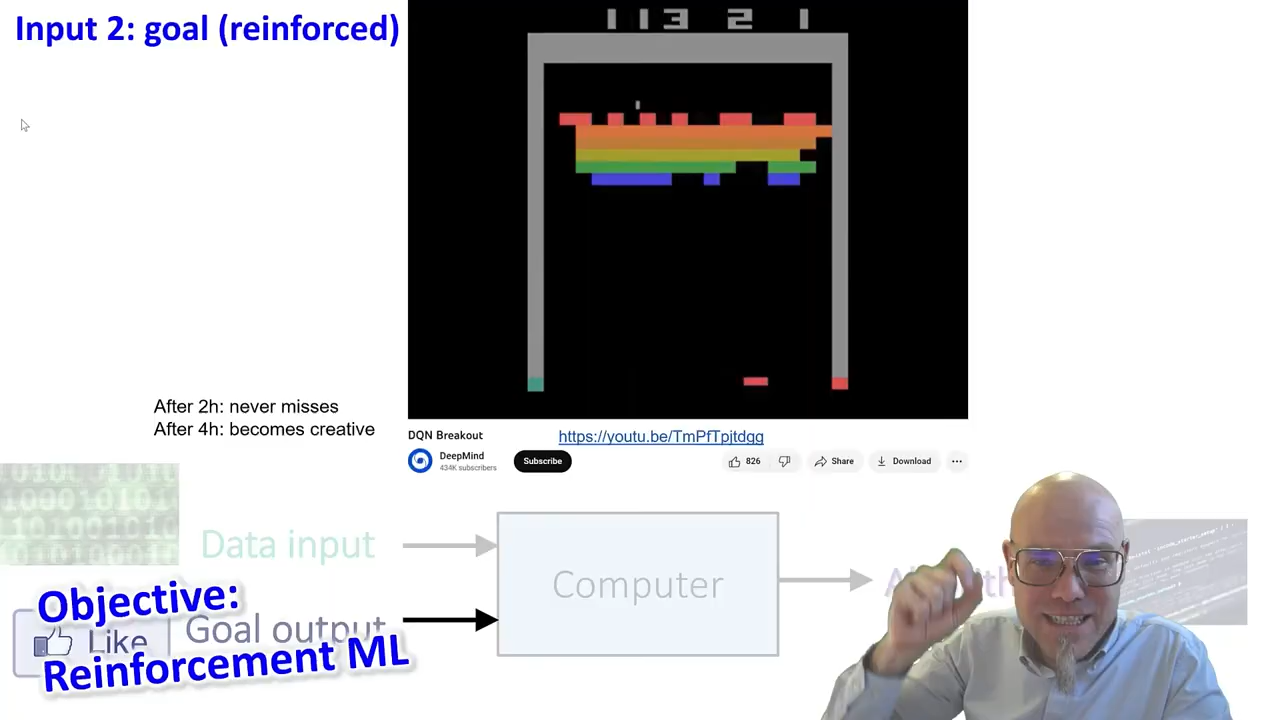 Input 2: goal (reinforced)
113 2 1
After 2h: never misses
After 4h: becomes creative
DQN Breakout
https://youtu.be/TmPfTpjtdgg
DeepMind
434K subscribers
Subscribe
826
Share
Download
Data input
Computer
Objective:
Like
Goal output
Reinforcement ML